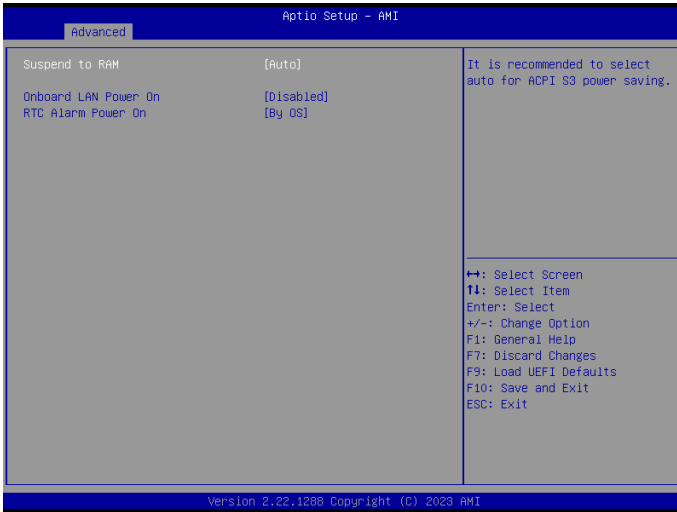 Aptio Setup – AMI
Advanced
Suspend to RAM [Auto]
Onboard LAN Power On [Disabled]
RTC Alarm Power On [By OS]
It is recommended to select
auto for ACPI S3 power saving.
↔: Select Screen
↑↓: Select Item
Enter: Select
+/-: Change Option
F1: General Help
F7: Discard Changes
F9: Load UEFI Defaults
F10: Save and Exit
ESC: Exit
Version 2.22.1288 Copyright (C) 2023 AMI